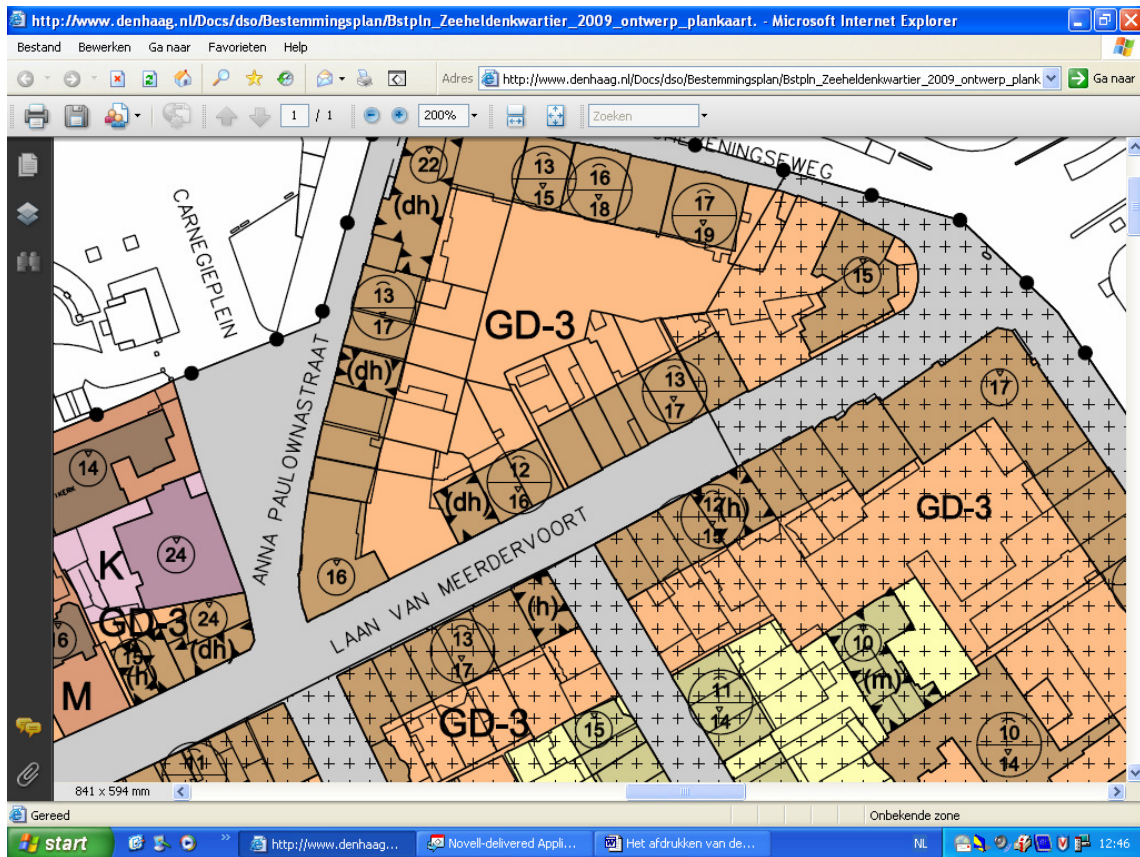 http://www.denhaag.nl/Docs/dso/Bestemmingsplan/Bstpln_Zeeheldenkwartier_2009_ontwerp_plankaart. - Microsoft Internet Explorer
Bestand Bewerken Ga naar Favorieten Help
Adres http://www.denhaag.nl/Docs/dso/Bestemmingsplan/Bstpln_Zeeheldenkwartier_2009_ontwerp_plank Ga naar
1 / 1 200% Zoeken
ENINGSEWEG
22
13
15
16
18
17
19
(dh)
CARNEGIEPLEIN
15
13
17
GD-3
ANNA PAULOWNASTRAAT
(dh)
13
17
17
14
KERK
12
16
(dh)
12
15
(h)
GD-3
K
24
16
LAAN VAN MEERDERVOORT
GD-3
24
(dh)
16
15
(h)
13
17
(h)
10
(m)
M
11
14
GD-3
15
10
14
11
841 x 594 mm
Gereed Onbekende zone
start http://www.denhaag... Novell-delivered Appli... Het afdrukken van de... NL 12:46